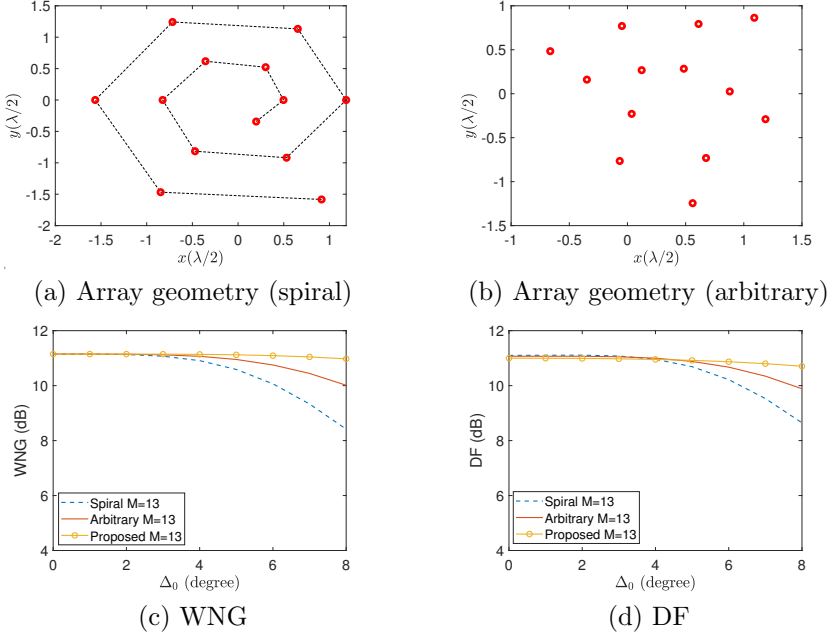 1.5
1
0.5
0
-0.5
-1
-1.5
-2
y(λ/2)
-2 -1.5 -1 -0.5 0 0.5 1
x(λ/2)
(a) Array geometry (spiral)
1
0.5
0
-0.5
-1
-1.5
y(λ/2)
-1 -0.5 0 0.5 1 1.5
x(λ/2)
(b) Array geometry (arbitrary)
12
10
8
6
4
WNG (dB)
Spiral M=13
Arbitrary M=13
Proposed M=13
0 2 4 6 8
Δ₀ (degree)
(c) WNG
12
10
8
6
4
DF (dB)
Spiral M=13
Arbitrary M=13
Proposed M=13
0 2 4 6 8
Δ₀ (degree)
(d) DF